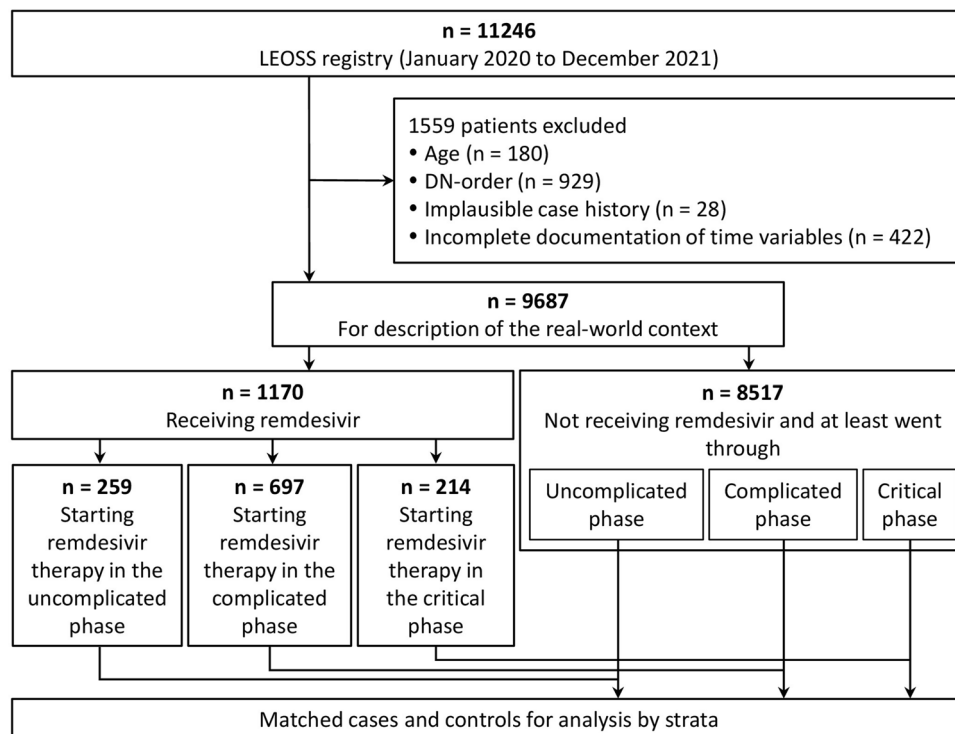 n = 11246
LEOSS registry (January 2020 to December 2021)
1559 patients excluded
• Age (n = 180)
• DN-order (n = 929)
• Implausible case history (n = 28)
• Incomplete documentation of time variables (n = 422)
n = 9687
For description of the real-world context
n = 1170
Receiving remdesivir
n = 8517
Not receiving remdesivir and at least went
through
n = 259
Starting
remdesivir
therapy in the
uncomplicated
phase
n = 697
Starting
remdesivir
therapy in the
complicated
phase
n = 214
Starting
remdesivir
therapy in
the critical
phase
Uncomplicated
phase
Complicated
phase
Critical
phase
Matched cases and controls for analysis by strata